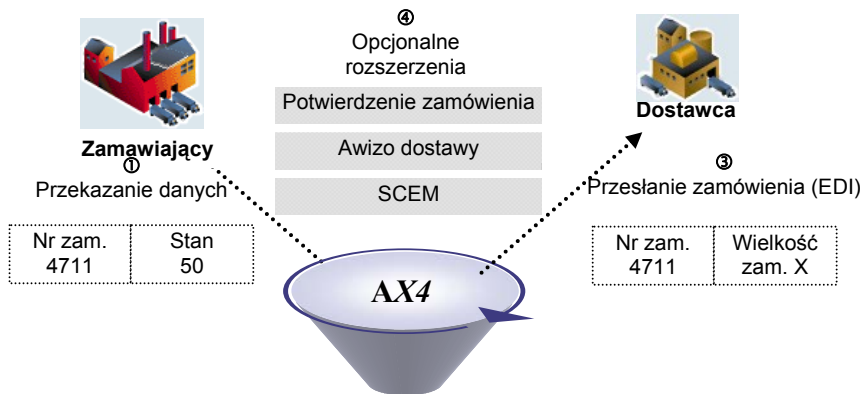 ④
Opcjonalne
rozszerzenia
Potwierdzenie zamówienia
Awizo dostawy
SCEM
Zamawiający
①
Przekazanie danych
Nr zam.
4711
Stan
50
Dostawca
③
Przesłanie zamówienia (EDI)
Nr zam.
4711
Wielkość
zam. X
AX4